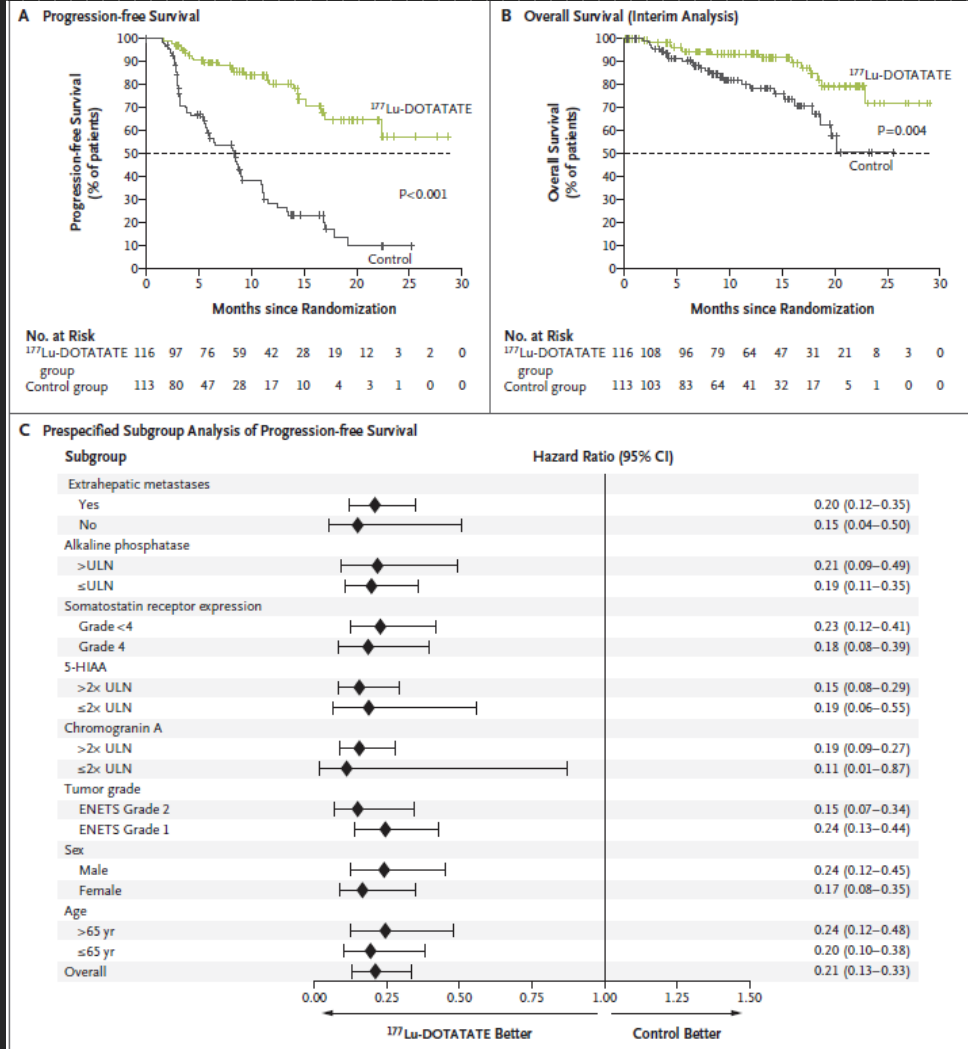 A Progression-free Survival
Progression-free Survival
(% of patients)
100
90
80
70
60
50
40
30
20
10
0
177Lu-DOTATATE
P<0.001
Control
0 5 10 15 20 25 30
Months since Randomization
No. at Risk
177Lu-DOTATATE group 116 97 76 59 42 28 19 12 3 2 0
Control group 113 80 47 28 17 10 4 3 1 0 0
B Overall Survival (Interim Analysis)
Overall Survival
(% of patients)
100
90
80
70
60
50
40
30
20
10
0
177Lu-DOTATATE
P=0.004
Control
0 5 10 15 20 25 30
Months since Randomization
No. at Risk
177Lu-DOTATATE group 116 108 96 79 64 47 31 21 8 3 0
Control group 113 103 83 64 41 32 17 5 1 0 0
C Prespecified Subgroup Analysis of Progression-free Survival
Subgroup Hazard Ratio (95% CI)
Extrahepatic metastases
Yes 0.20 (0.12–0.35)
No 0.15 (0.04–0.50)
Alkaline phosphatase
>ULN 0.21 (0.09–0.49)
≤ULN 0.19 (0.11–0.35)
Somatostatin receptor expression
Grade <4 0.23 (0.12–0.41)
Grade 4 0.18 (0.08–0.39)
5-HIAA
>2× ULN 0.15 (0.08–0.29)
≤2× ULN 0.19 (0.06–0.55)
Chromogranin A
>2× ULN 0.19 (0.09–0.27)
≤2× ULN 0.11 (0.01–0.87)
Tumor grade
ENETS Grade 2 0.15 (0.07–0.34)
ENETS Grade 1 0.24 (0.13–0.44)
Sex
Male 0.24 (0.12–0.45)
Female 0.17 (0.08–0.35)
Age
>65 yr 0.24 (0.12–0.48)
≤65 yr 0.20 (0.10–0.38)
Overall 0.21 (0.13–0.33)
0.00 0.25 0.50 0.75 1.00 1.25 1.50
177Lu-DOTATATE Better Control Better